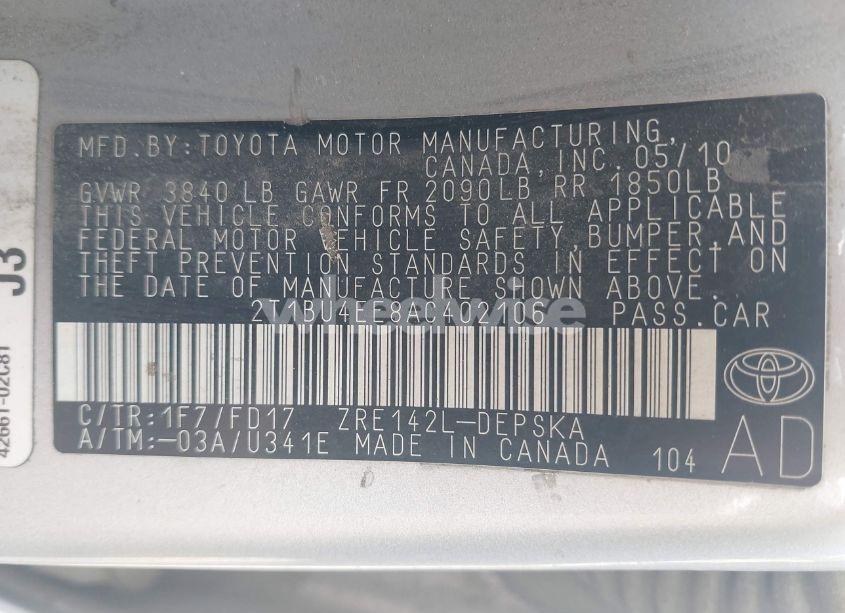 MFD. BY: TOYOTA MOTOR MANUFACTURING,
CANADA, INC. 05/10
GVWR 3840 LB GAWR FR 2090LB RR 1850LB
THIS VEHICLE CONFORMS TO ALL APPLICABLE
FEDERAL MOTOR VEHICLE SAFETY, BUMPER, AND
THEFT PREVENTION STANDARDS IN EFFECT ON
THE DATE OF MANUFACTURE SHOWN ABOVE.
PASS. CAR
wheelvice
C/TR: 1F7/FD17 ZRE142L-DEPSKA
A/TM: -03A/U341E MADE IN CANADA 104
AD
J3
42661-02C81